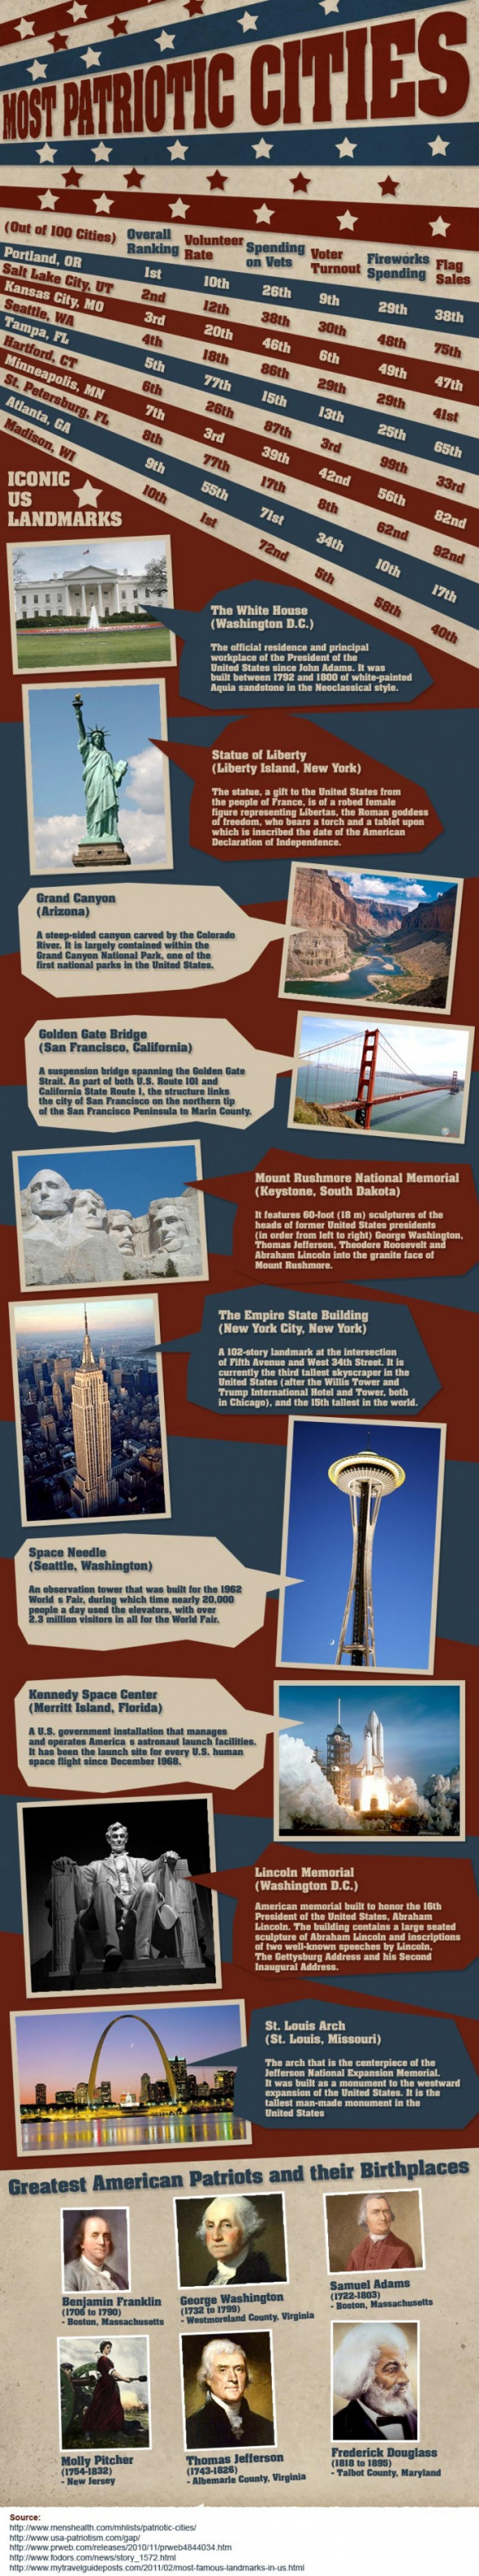 MOST PATRIOTIC CITIES
(Out of 100 Cities) Overall Ranking Volunteer Rate Spending on Vets Voter Turnout Fireworks Spending Flag Sales
Portland, OR 1st 10th 26th 9th 29th 38th
Salt Lake City, UT 2nd 12th 38th 30th 48th 75th
Kansas City, MO 3rd 20th 46th 6th 49th 47th
Seattle, WA 4th 18th 86th 29th 29th 41st
Tampa, FL 5th 77th 15th 13th 25th 65th
Hartford, CT 6th 26th 87th 3rd 99th 33rd
Minneapolis, MN 7th 3rd 39th 42nd 56th 82nd
St. Petersburg, FL 8th 77th 17th 8th 62nd 92nd
Atlanta, GA 9th 55th 71st 34th 10th 17th
Madison, WI 10th 1st 72nd 5th 58th 40th
ICONIC
US
LANDMARKS
The White House
(Washington D.C.)
The official residence and principal
workplace of the President of the
United States since John Adams. It was
built between 1792 and 1800 of white-painted
Aquia sandstone in the Neoclassical style.
Statue of Liberty
(Liberty Island, New York)
The statue, a gift to the United States from
the people of France, is of a robed female
figure representing Libertas, the Roman goddess
of freedom, who bears a torch and a tablet upon
which is inscribed the date of the American
Declaration of Independence.
Grand Canyon
(Arizona)
A steep-sided canyon carved by the Colorado
River. It is largely contained within the
Grand Canyon National Park, one of the
first national parks in the United States.
Golden Gate Bridge
(San Francisco, California)
A suspension bridge spanning the Golden Gate
Strait. As part of both U.S. Route 101 and
California State Route 1, the structure links
the city of San Francisco on the northern tip
of the San Francisco Peninsula to Marin County.
Mount Rushmore National Memorial
(Keystone, South Dakota)
It features 60-foot (18 m) sculptures of the
heads of former United States presidents
(in order from left to right) George Washington,
Thomas Jefferson, Theodore Roosevelt and
Abraham Lincoln into the granite face of
Mount Rushmore.
The Empire State Building
(New York City, New York)
A 102-story landmark at the intersection
of Fifth Avenue and West 34th Street. It is
currently the third tallest skyscraper in the
United States (after the Willis Tower and
Trump International Hotel and Tower, both
in Chicago), and the 15th tallest in the world.
Space Needle
(Seattle, Washington)
An observation tower that was built for the 1962
World s Fair, during which time nearly 20,000
people a day used the elevators, with over
2.3 million visitors in all for the World Fair.
Kennedy Space Center
(Merritt Island, Florida)
A U.S. government installation that manages
and operates America s astronaut launch facilities.
It has been the launch site for every U.S. human
space flight since December 1968.
Lincoln Memorial
(Washington D.C.)
American memorial built to honor the 16th
President of the United States, Abraham
Lincoln. The building contains a large seated
sculpture of Abraham Lincoln and inscriptions
of two well-known speeches by Lincoln,
The Gettysburg Address and his Second
Inaugural Address.
St. Louis Arch
(St. Louis, Missouri)
The arch that is the centerpiece of the
Jefferson National Expansion Memorial.
It was built as a monument to the westward
expansion of the United States. It is the
tallest man-made monument in the
United States
Greatest American Patriots and their Birthplaces
Benjamin Franklin
(1706 to 1790)
- Boston, Massachusetts
George Washington
(1732 to 1799)
- Westmoreland County, Virginia
Samuel Adams
(1722-1803)
- Boston, Massachusetts
Molly Pitcher
(1754-1832)
- New Jersey
Thomas Jefferson
(1743-1826)
- Albemarle County, Virginia
Frederick Douglass
(1818 to 1895)
- Talbot County, Maryland
Source:
http://www.menshealth.com/mhlists/patriotic-cities/
http://www.usa-patriotism.com/gap/
http://www.prweb.com/releases/2010/11/prweb4844034.htm
http://www.fodors.com/news/story_1572.html
http://www.mytravelguideposts.com/2011/02/most-famous-landmarks-in-us.html